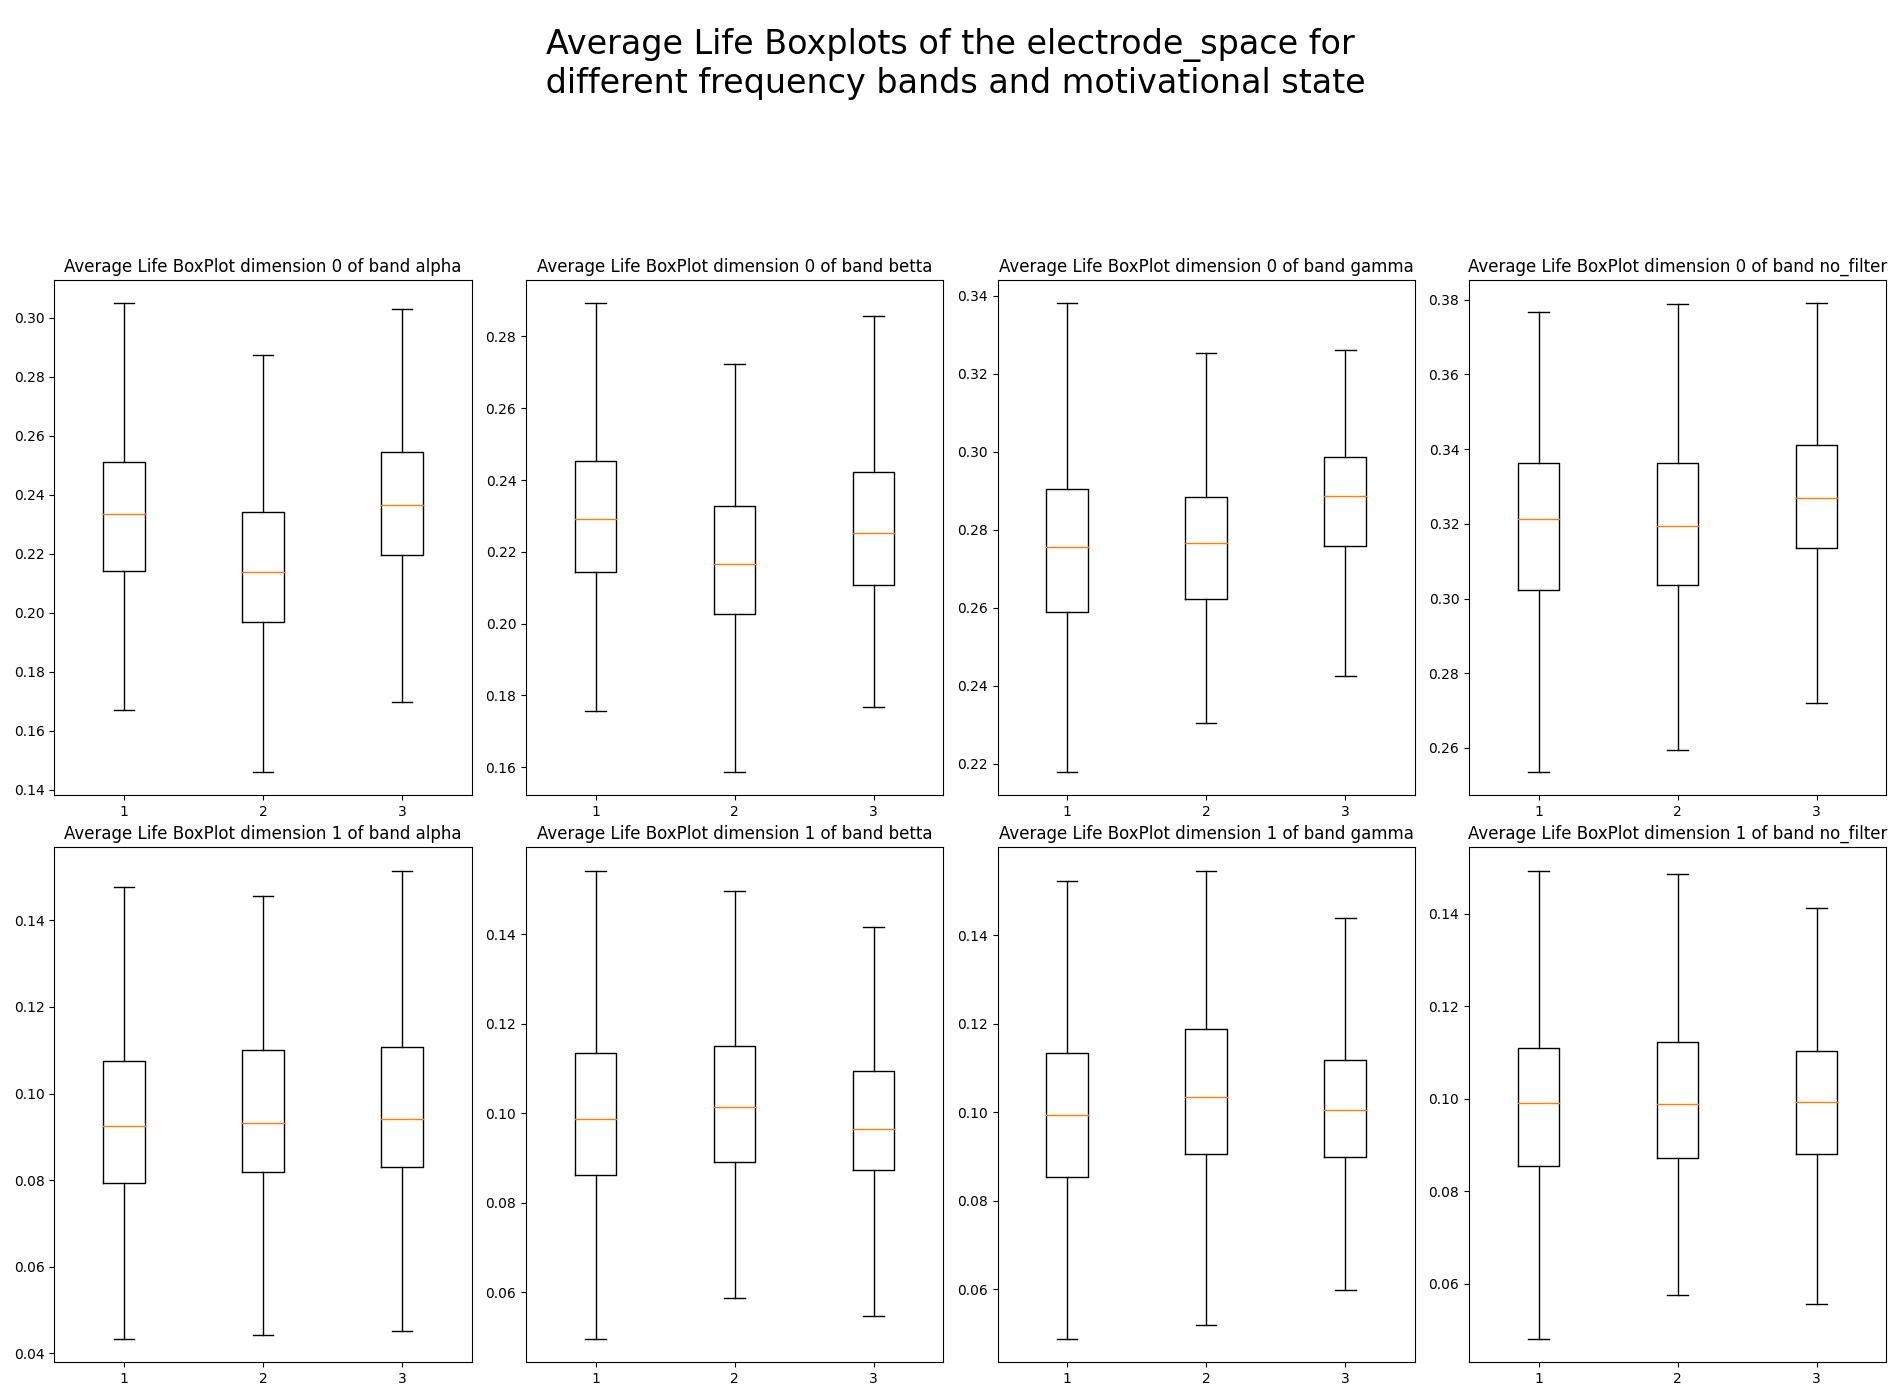 Average Life Boxplots of the electrode_space for
different frequency bands and motivational state
Average Life BoxPlot dimension 0 of band alpha
0.30
0.28
0.26
0.24
0.22
0.20
0.18
0.16
0.14
1 2 3
Average Life BoxPlot dimension 0 of band betta
0.28
0.26
0.24
0.22
0.20
0.18
0.16
1 2 3
Average Life BoxPlot dimension 0 of band gamma
0.34
0.32
0.30
0.28
0.26
0.24
0.22
1 2 3
Average Life BoxPlot dimension 0 of band no_filter
0.38
0.36
0.34
0.32
0.30
0.28
0.26
1 2 3
Average Life BoxPlot dimension 1 of band alpha
0.14
0.12
0.10
0.08
0.06
0.04
1 2 3
Average Life BoxPlot dimension 1 of band betta
0.14
0.12
0.10
0.08
0.06
1 2 3
Average Life BoxPlot dimension 1 of band gamma
0.14
0.12
0.10
0.08
0.06
1 2 3
Average Life BoxPlot dimension 1 of band no_filter
0.14
0.12
0.10
0.08
0.06
1 2 3